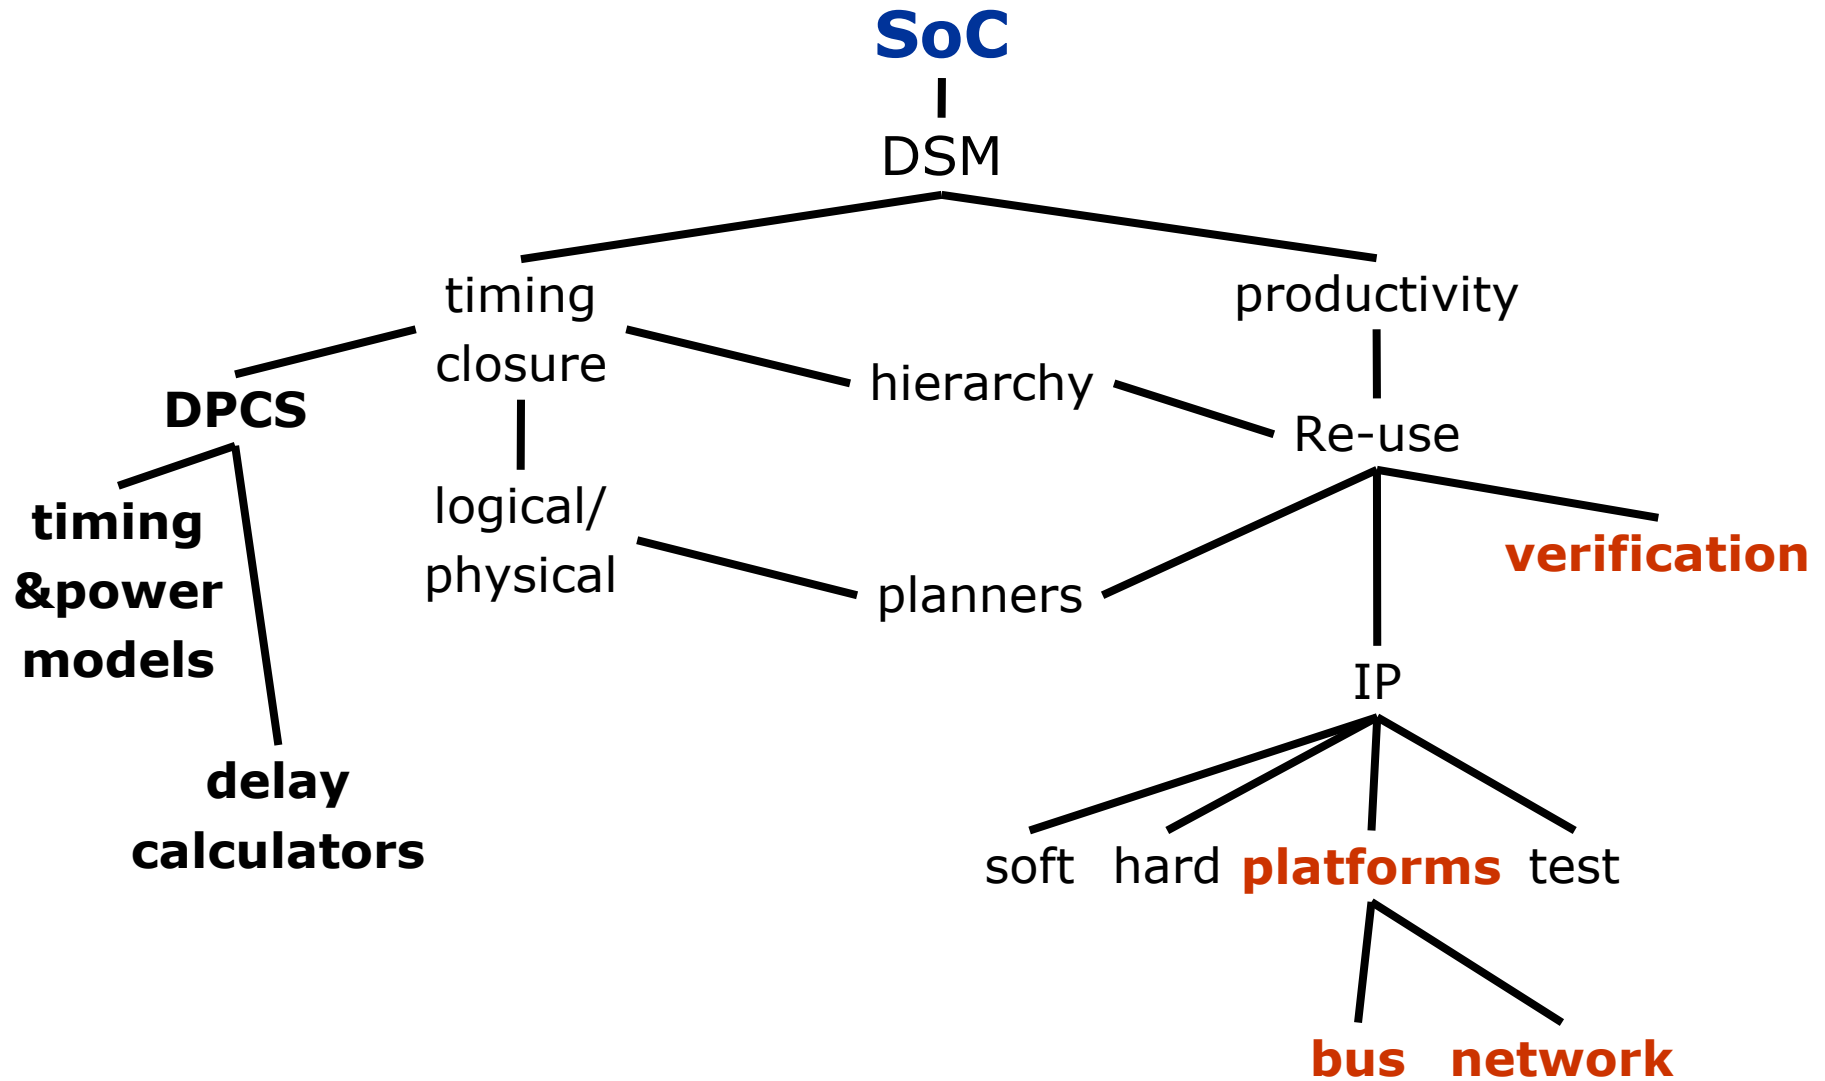 SoC
DSM
timing
closure
productivity
hierarchy
DPCS
Re-use
timing
&power
models
logical/
physical
planners
verification
IP
delay
calculators
soft
hard
platforms
test
bus
network